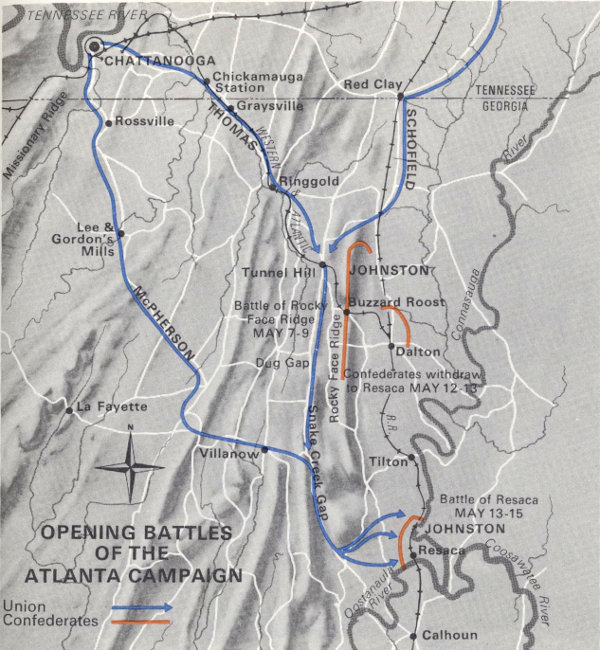 TENNESSEE RIVER
CHATTANOOGA
Chickamauga
Station
Red Clay
TENNESSEE
GEORGIA
Graysville
Missionary Ridge
Rossville
THOMAS
WESTERN
& ATLANTIC
SCHOFIELD
River
Ringgold
Lee &
Gordon's
Mills
Tunnel Hill
JOHNSTON
Connasauga
McPHERSON
Battle of Rocky
Face Ridge
MAY 7-9
Buzzard Roost
Rocky Face Ridge
Dug Gap
Dalton
Confederates withdraw
to Resaca MAY 12-13
La Fayette
N
R.R.
Snake Creek Gap
Villanow
Tilton
Battle of Resaca
MAY 13-15
JOHNSTON
Resaca
OPENING BATTLES
OF THE
ATLANTA CAMPAIGN
Oostanaula
River
Coosawattee River
Union
Confederates
Calhoun